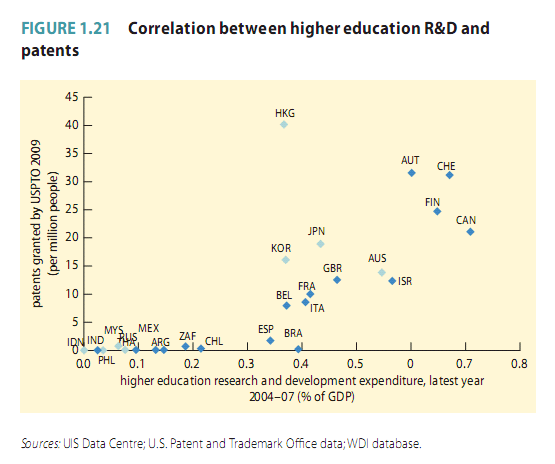 FIGURE 1.21 Correlation between higher education R&D and
patents
patents granted by USPTO 2009
(per million people)
45
40
35
30
25
20
15
10
5
0
HKG
AUT
CHE
FIN
CAN
JPN
KOR
AUS
GBR
ISR
FRA
BEL
ITA
ESP
BRA
MYS
RUS
MEX
IDN
IND
THA
ARG
ZAF
CHL
PHL
0.0 0.1 0.2 0.3 0.4 0.5 0 0.7 0.8
higher education research and development expenditure, latest year
2004–07 (% of GDP)
Sources: UIS Data Centre; U.S. Patent and Trademark Office data; WDI database.